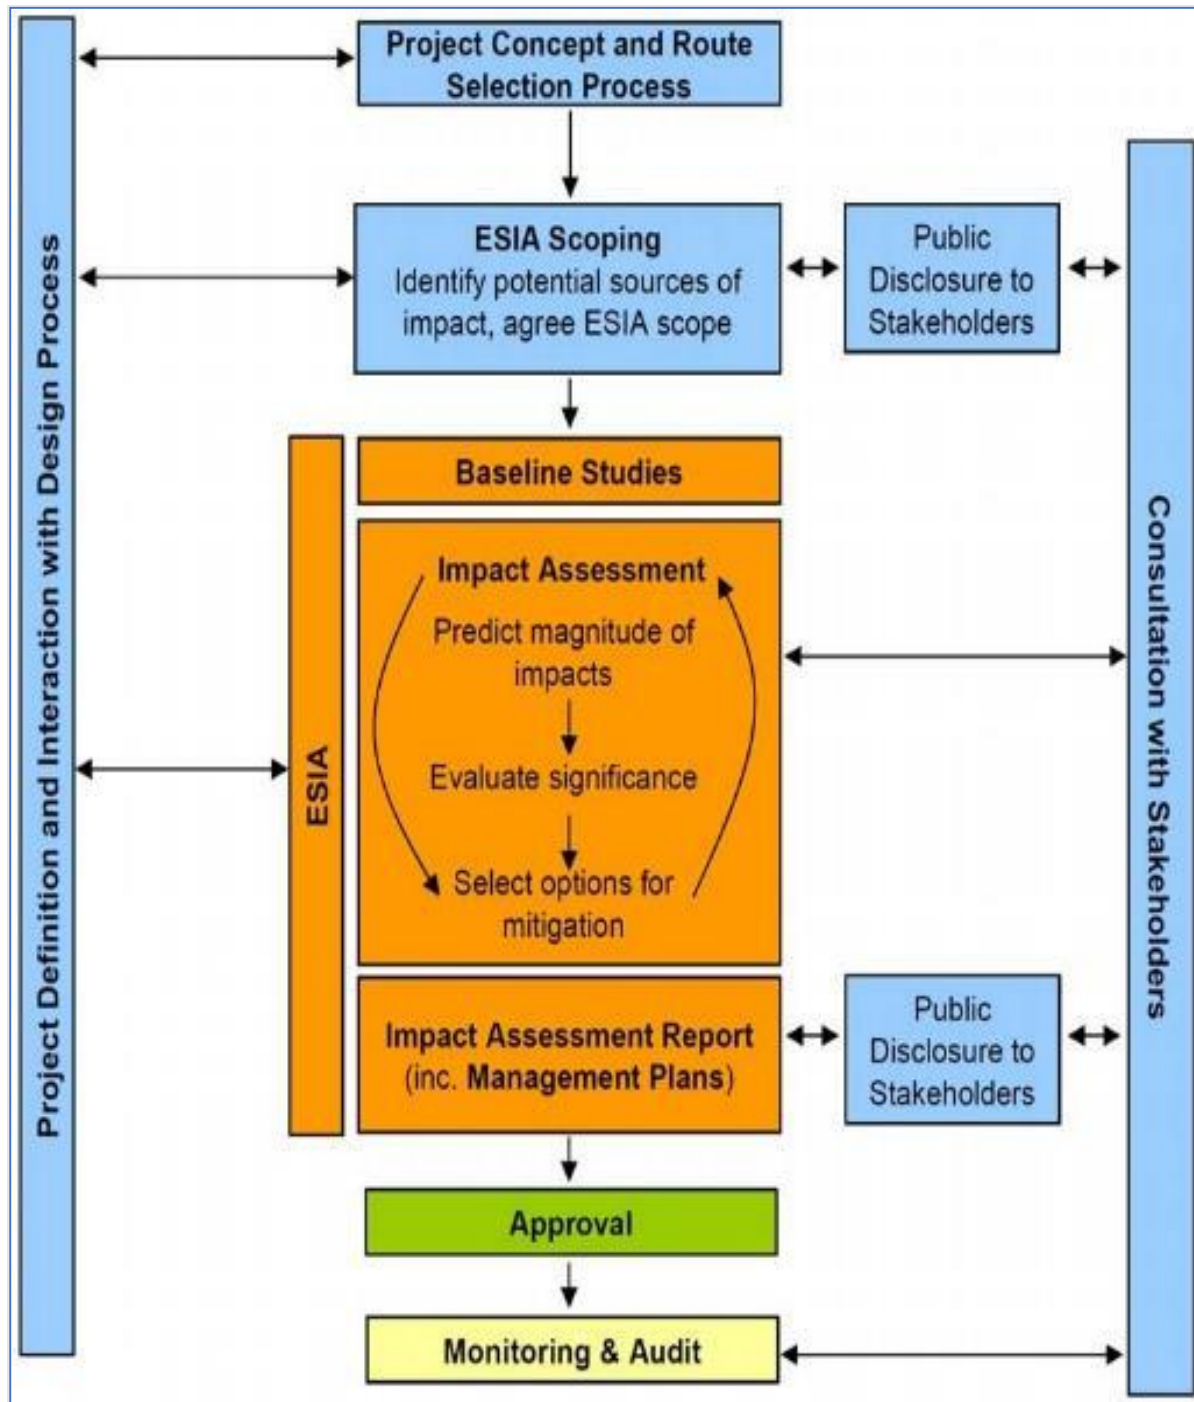 Project Concept and Route
Selection Process
Project Definition and Interaction with Design Process
ESIA Scoping
Identify potential sources of
impact, agree ESIA scope
Public
Disclosure to
Stakeholders
Consultation with Stakeholders
ESIA
Baseline Studies
Impact Assessment
Predict magnitude of
impacts
Evaluate significance
Select options for
mitigation
Impact Assessment Report
(inc. Management Plans)
Public
Disclosure to
Stakeholders
Approval
Monitoring & Audit